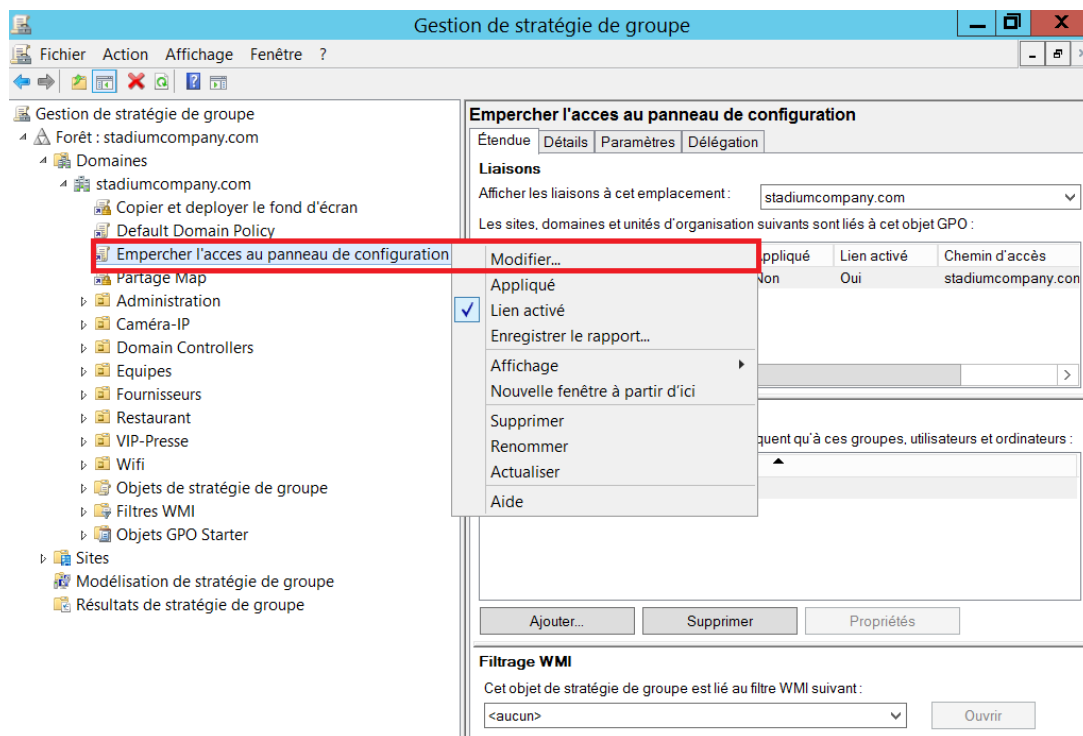 Gestion de stratégie de groupe
Fichier Action Affichage Fenêtre ?
Gestion de stratégie de groupe
Forêt : stadiumcompany.com
Domaines
stadiumcompany.com
Copier et deployer le fond d'écran
Default Domain Policy
Empercher l'acces au panneau de configuration
Partage Map
Administration
Caméra-IP
Domain Controllers
Equipes
Fournisseurs
Restaurant
VIP-Presse
Wifi
Objets de stratégie de groupe
Filtres WMI
Objets GPO Starter
Sites
Modélisation de stratégie de groupe
Résultats de stratégie de groupe
Modifier...
Appliqué
Lien activé
Enregistrer le rapport...
Affichage
Nouvelle fenêtre à partir d'ici
Supprimer
Renommer
Actualiser
Aide
Empercher l'acces au panneau de configuration
Étendue Détails Paramètres Délégation
Liaisons
Afficher les liaisons à cet emplacement : stadiumcompany.com
Les sites, domaines et unités d'organisation suivants sont liés à cet objet GPO :
Lien activé Chemin d'accès
Non Oui
à ces groupes, utilisateurs et ordinateurs :
Ajouter... Supprimer Propriétés
Filtrage WMI
Cet objet de stratégie de groupe est lié au filtre WMI suivant :
<aucun> Ouvrir